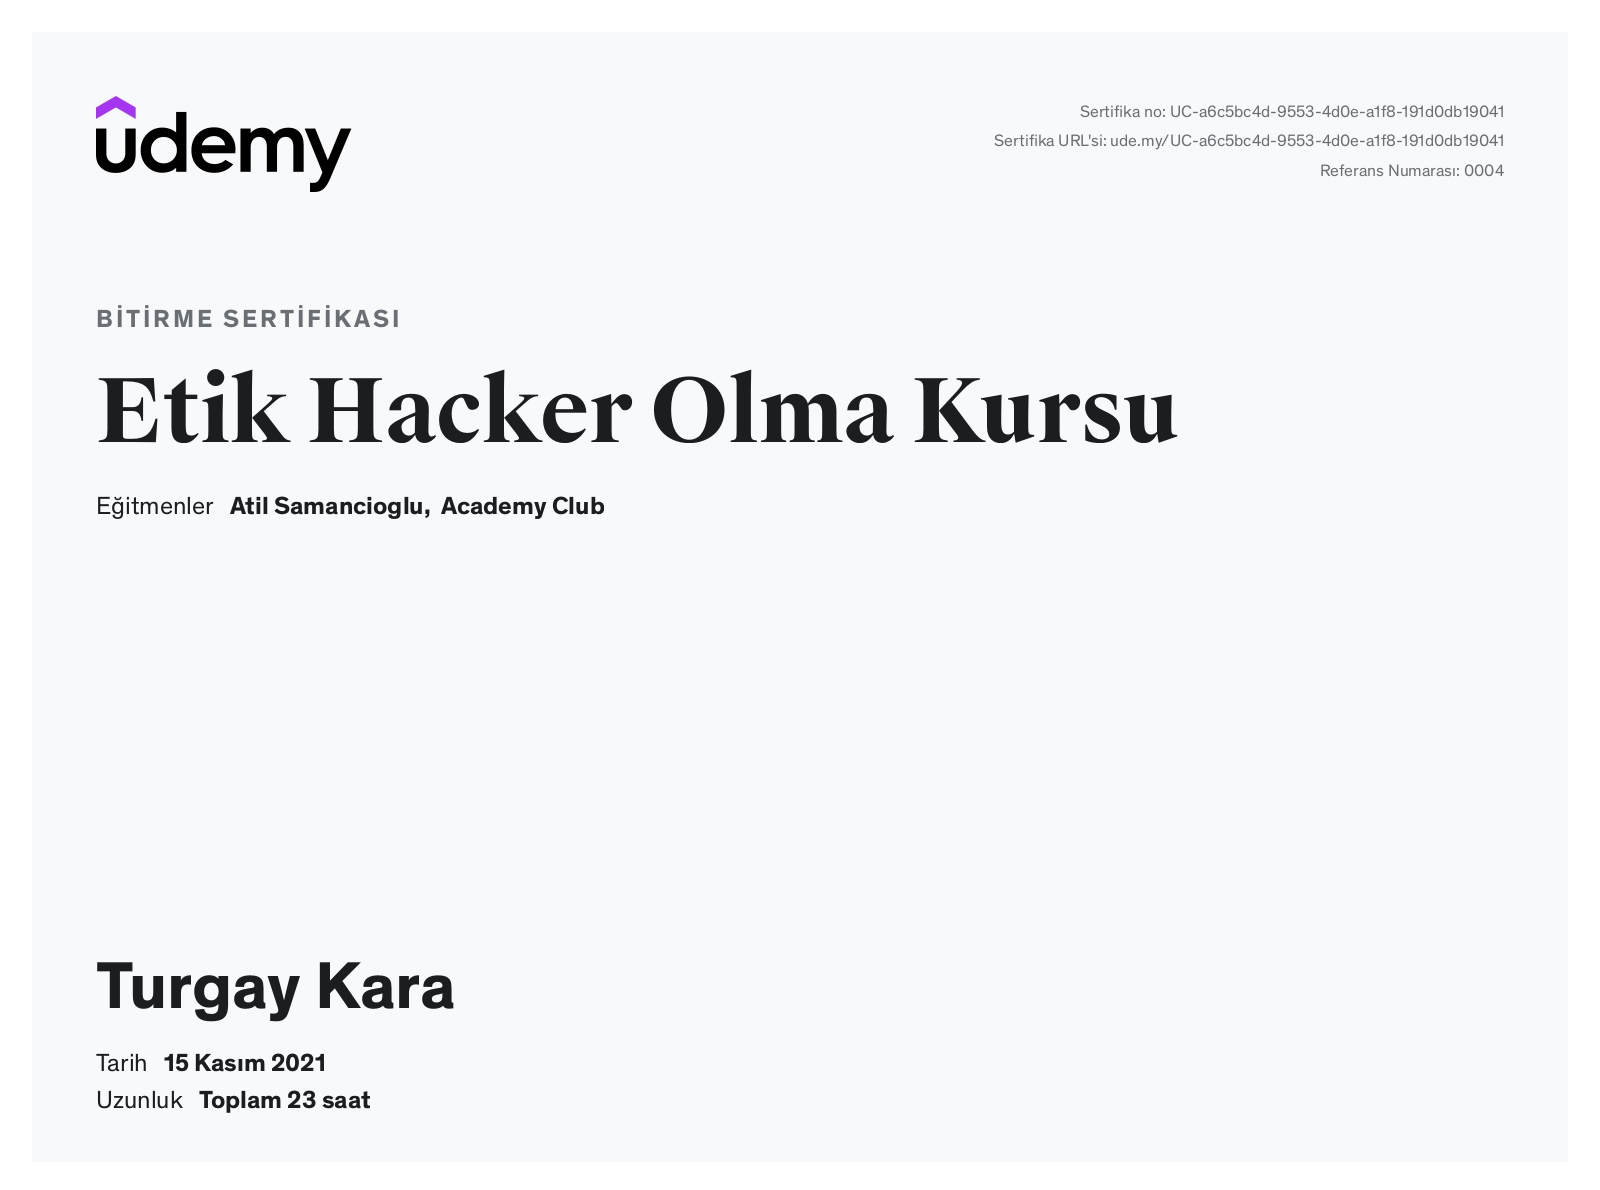 udemy
Sertifika no: UC-a6c5bc4d-9553-4d0e-a1f8-191d0db19041
Sertifika URL'si: ude.my/UC-a6c5bc4d-9553-4d0e-a1f8-191d0db19041
Referans Numarası: 0004
BİTİRME SERTİFİKASI
Etik Hacker Olma Kursu
Eğitmenler Atil Samancioglu, Academy Club
Turgay Kara
Tarih 15 Kasım 2021
Uzunluk Toplam 23 saat